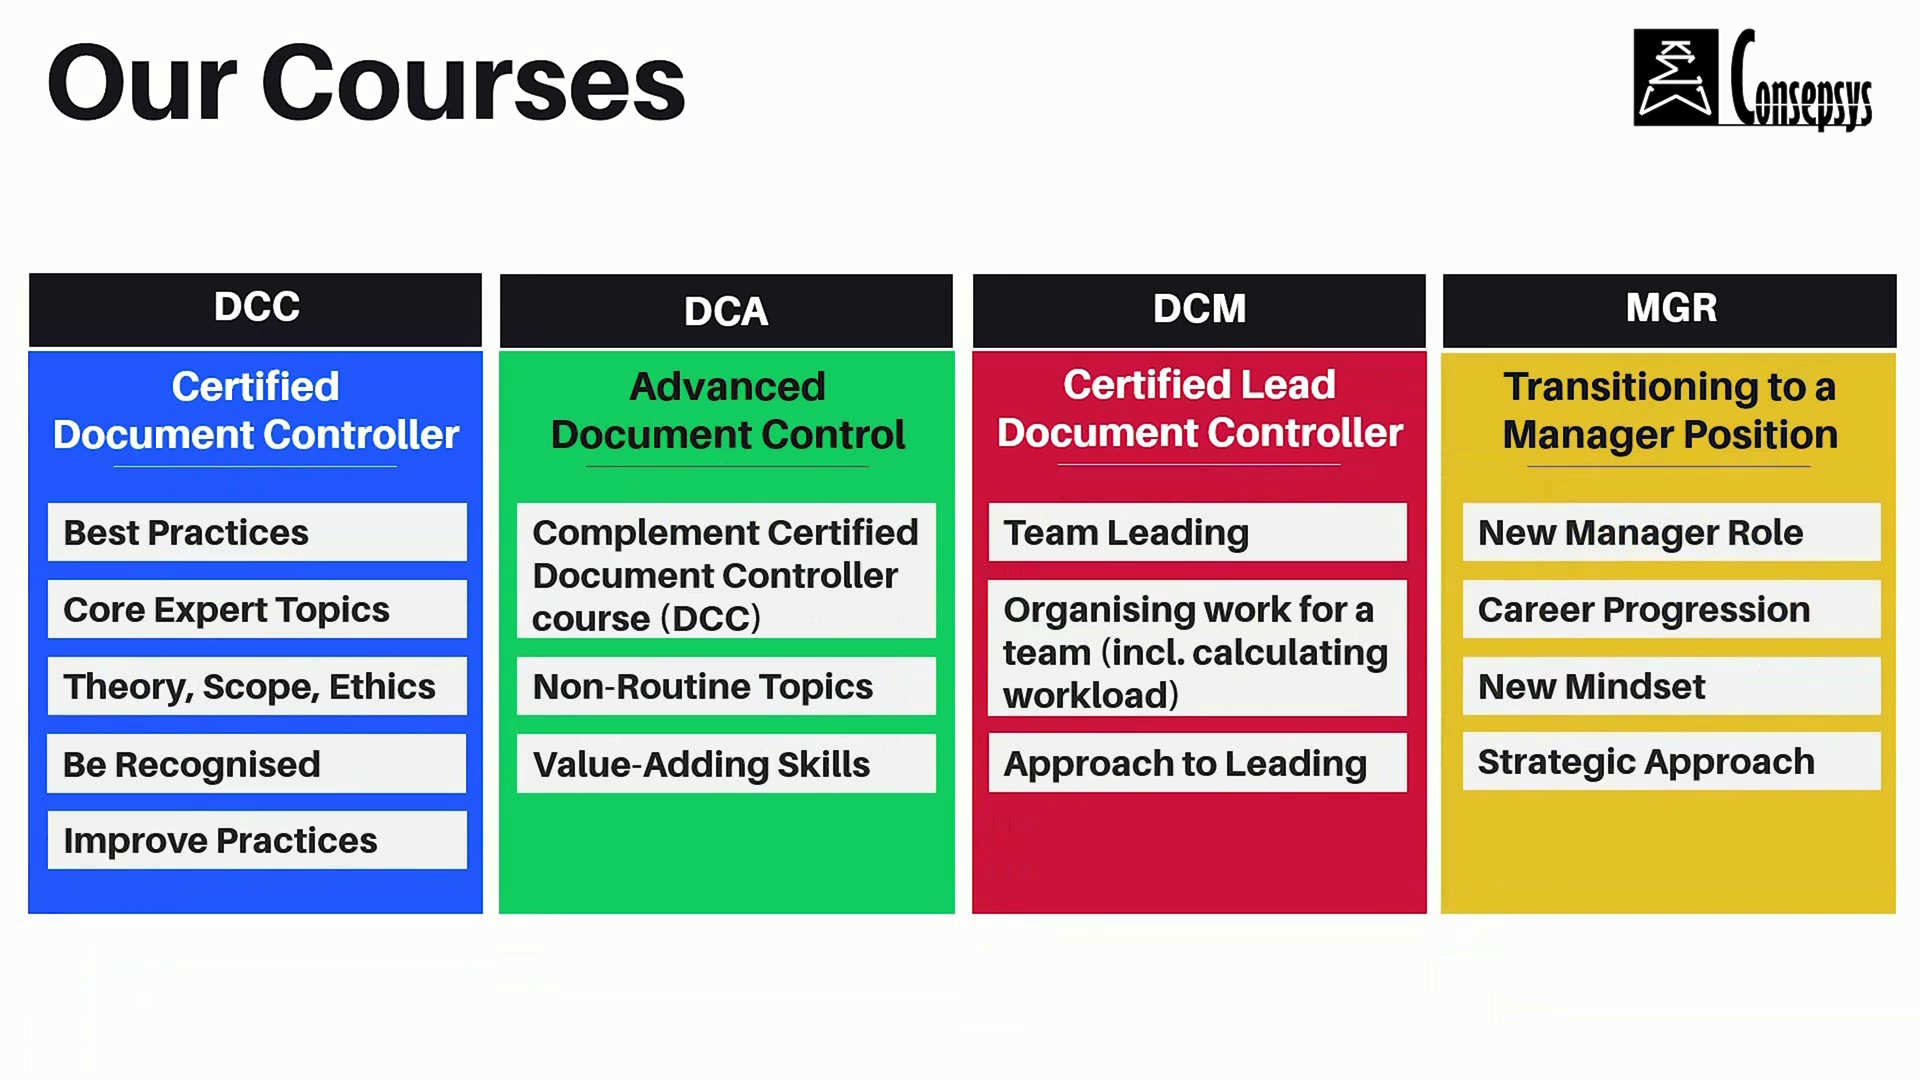 Our Courses
Consepsys
DCC
Certified
Document Controller
Best Practices
Core Expert Topics
Theory, Scope, Ethics
Be Recognised
Improve Practices
DCA
Advanced
Document Control
Complement Certified
Document Controller
course (DCC)
Non-Routine Topics
Value-Adding Skills
DCM
Certified Lead
Document Controller
Team Leading
Organising work for a
team (incl. calculating
workload)
Approach to Leading
MGR
Transitioning to a
Manager Position
New Manager Role
Career Progression
New Mindset
Strategic Approach